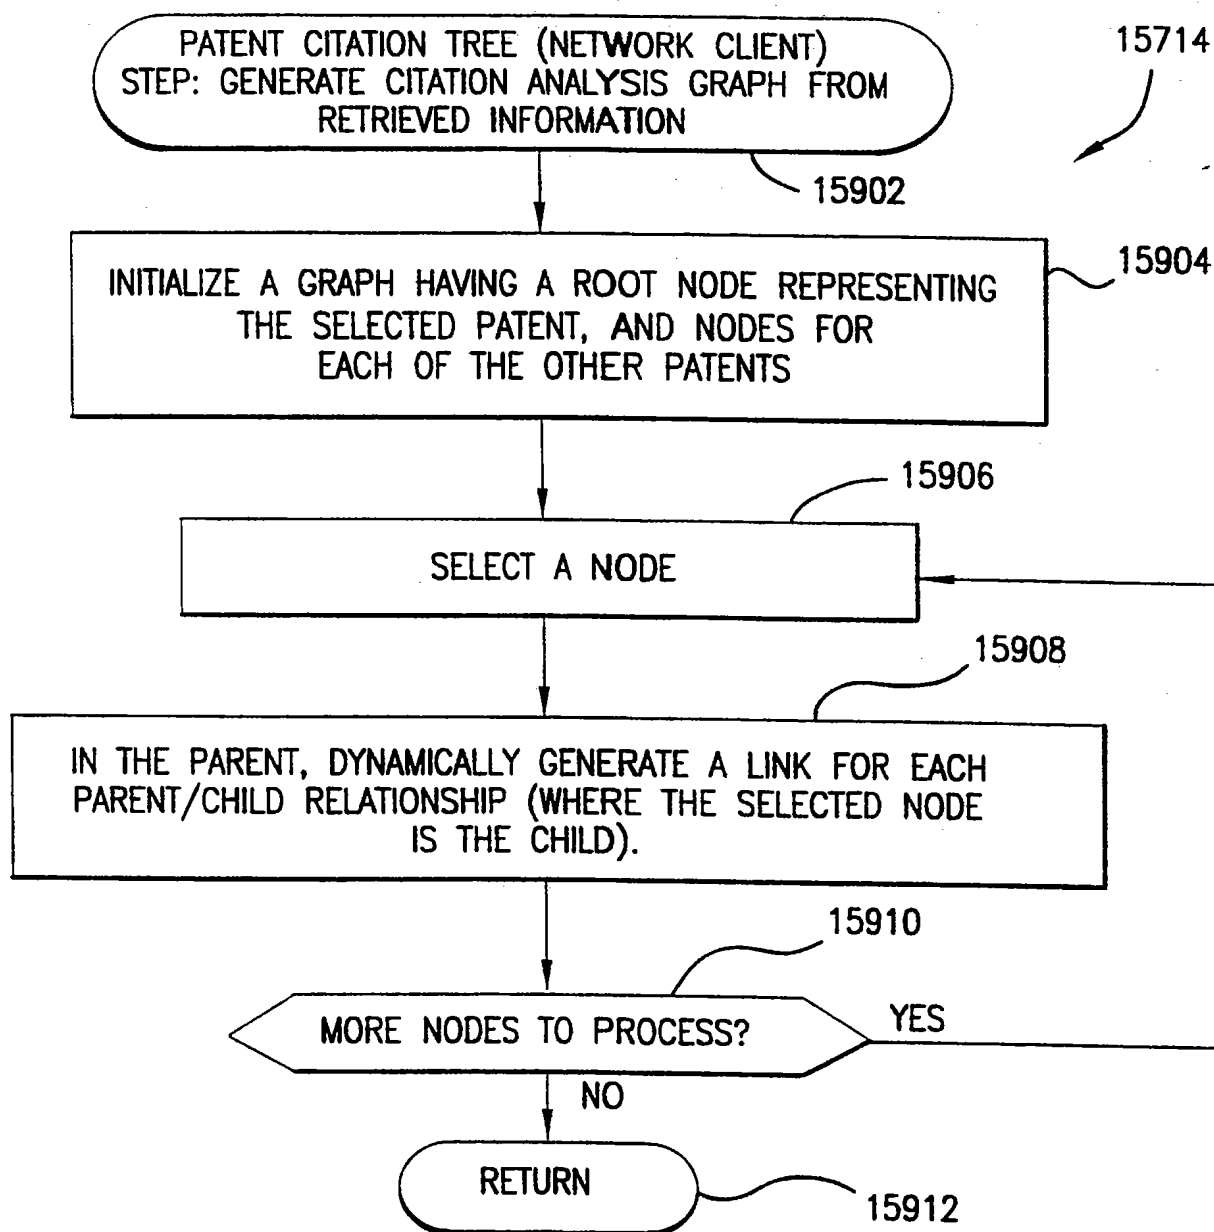 PATENT CITATION TREE (NETWORK CLIENT)
STEP: GENERATE CITATION ANALYSIS GRAPH FROM
RETRIEVED INFORMATION
15714
15902
INITIALIZE A GRAPH HAVING A ROOT NODE REPRESENTING
THE SELECTED PATENT, AND NODES FOR
EACH OF THE OTHER PATENTS
15904
15906
SELECT A NODE
15908
IN THE PARENT, DYNAMICALLY GENERATE A LINK FOR EACH
PARENT/CHILD RELATIONSHIP (WHERE THE SELECTED NODE
IS THE CHILD).
15910
MORE NODES TO PROCESS?
YES
NO
RETURN
15912